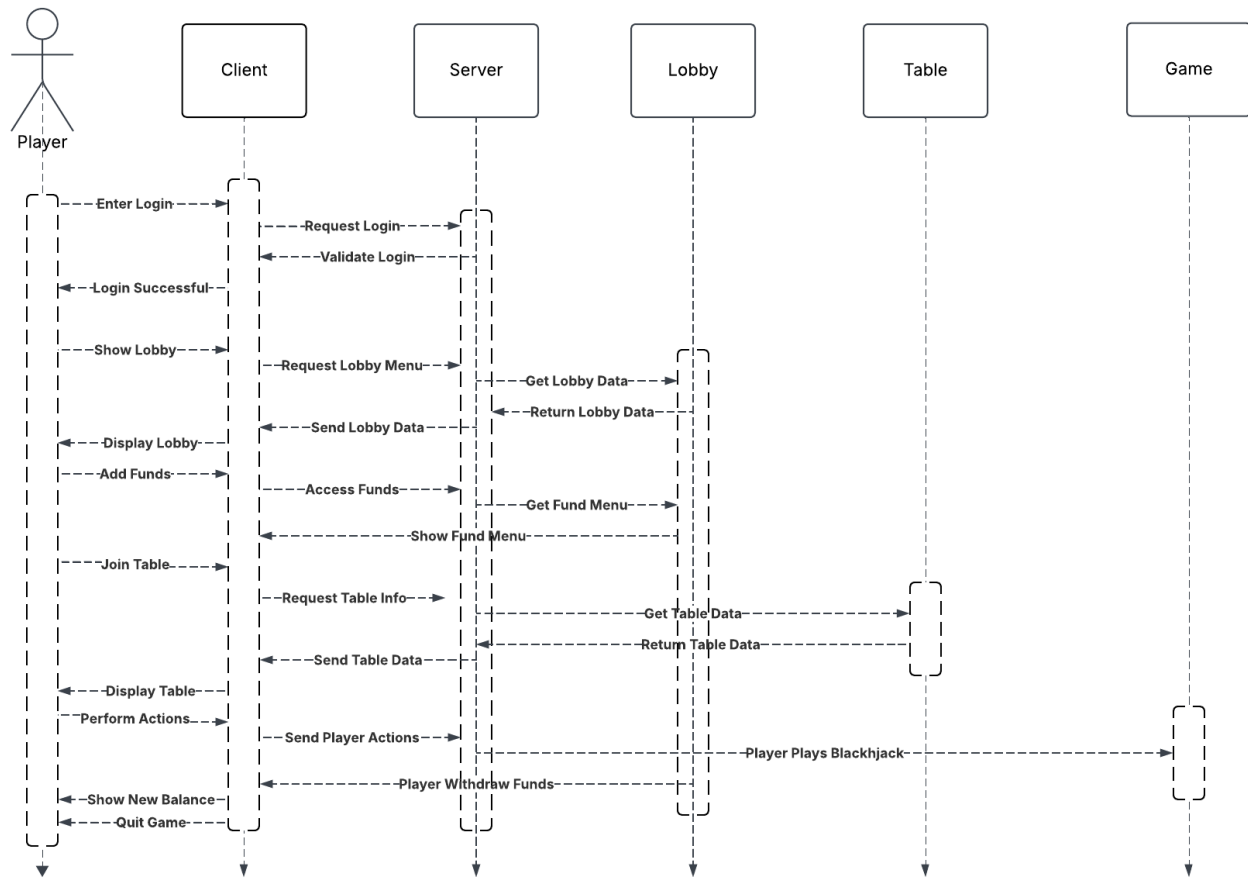 Client
Server
Lobby
Table
Game
Player
Enter Login
Request Login
Validate Login
Login Successful
Show Lobby
Request Lobby Menu
Get Lobby Data
Return Lobby Data
Send Lobby Data
Display Lobby
Add Funds
Access Funds
Get Fund Menu
Show Fund Menu
Join Table
Request Table Info
Get Table Data
Return Table Data
Send Table Data
Display Table
Perform Actions
Send Player Actions
Player Plays Blackhjack
Player Withdraw Funds
Show New Balance
Quit Game